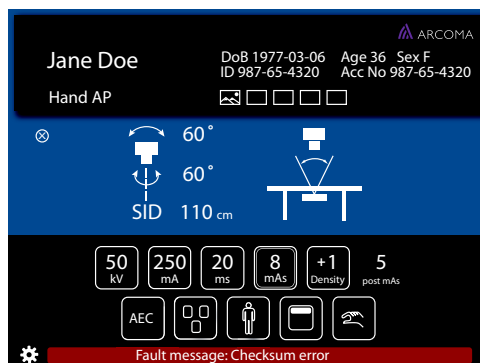 ARCOMA
Jane Doe
DoB 1977-03-06 Age 36 Sex F
ID 987-65-4320 Acc No 987-65-4320
Hand AP
60°
60°
SID 110 cm
50 kV
250 mA
20 ms
8 mAs
+1 Density
5 post mAs
AEC
Fault message: Checksum error